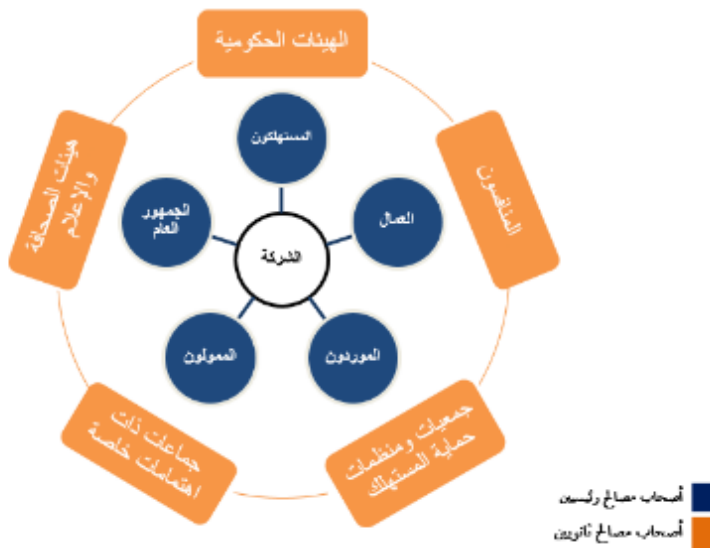 الهيئات الحكومية
المستهلكون
هيئات الصحافة
والإعلام
المنافسون
الجمهور
العام
العمال
الشركة
الممولون
الموردون
جماعات ذات
اهتمامات خاصة
جمعيات ومنظمات
حماية المستهلك
أصحاب مصالح رئيسيين
أصحاب مصالح ثانويين